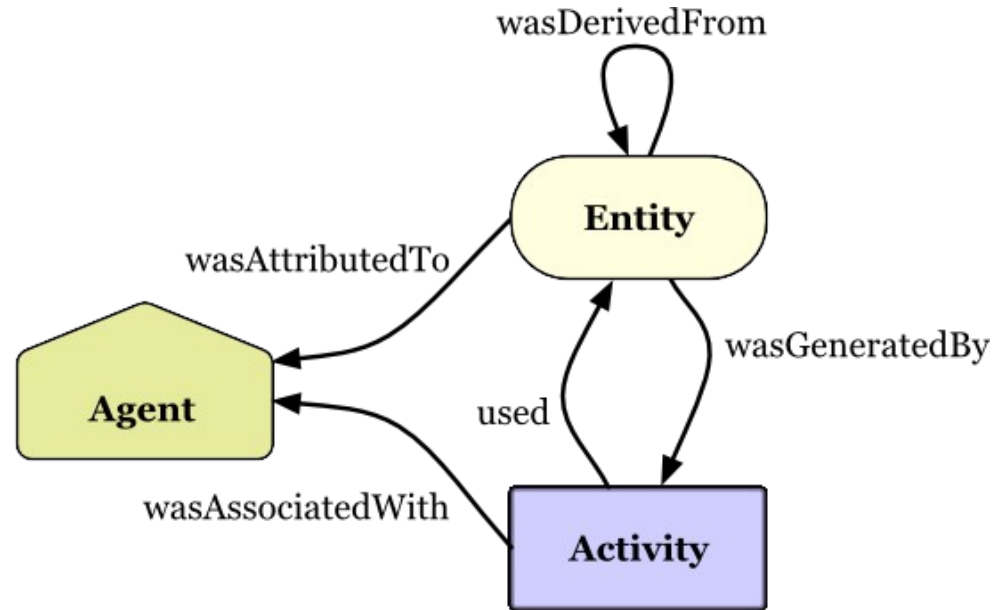 wasDerivedFrom
Entity
wasAttributedTo
wasGeneratedBy
Agent
used
wasAssociatedWith
Activity